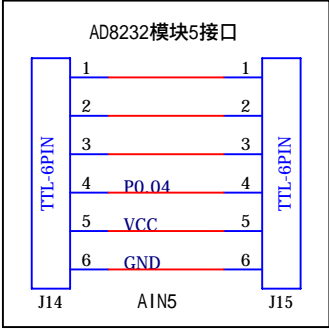 AD8232模块5接口
1 1
2 2
3 3
4 P0.04 4
5 VCC 5
6 GND 6
TTL-6PIN
TTL-6PIN
J14 AIN5 J15